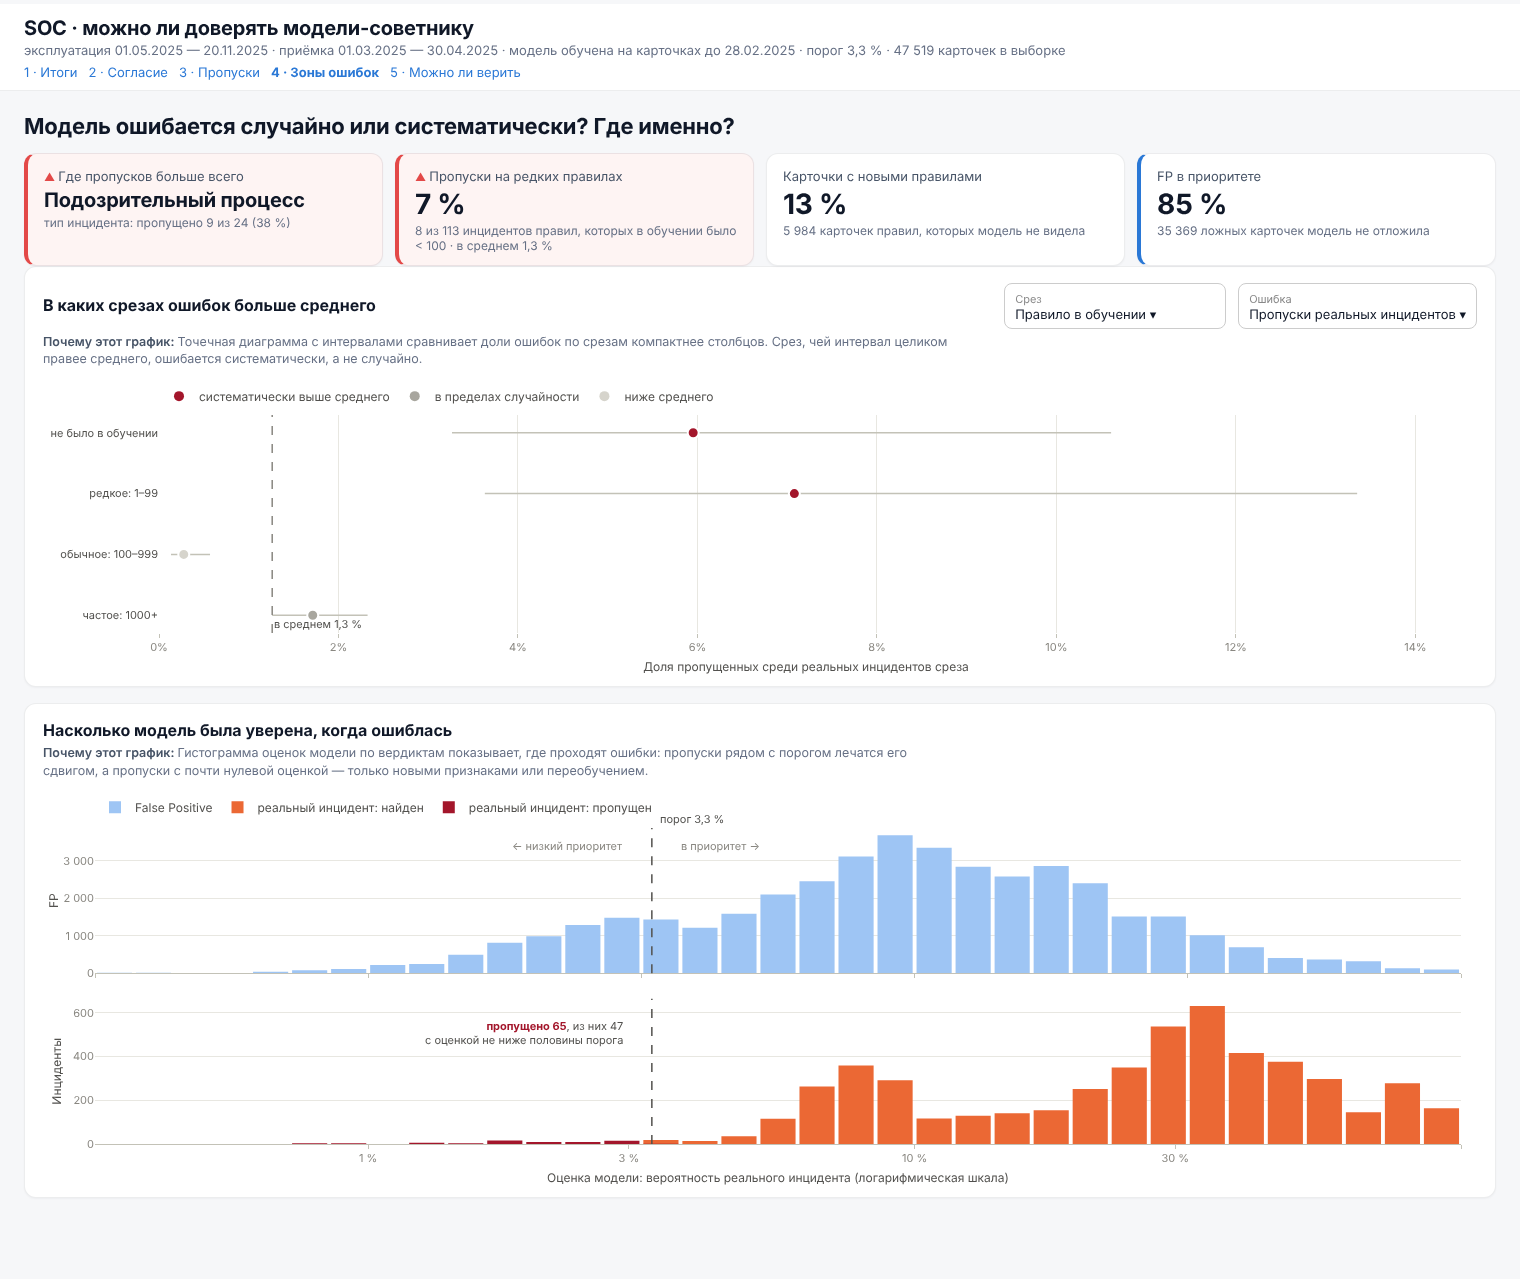 SOC · можно ли доверять модели-советнику
эксплуатация 01.05.2025 — 20.11.2025 · приёмка 01.03.2025 — 30.04.2025 · модель обучена на карточках до 28.02.2025 · порог 3,3 % · 47 519 карточек в выборке
1 · Итоги 2 · Согласие 3 · Пропуски 4 · Зоны ошибок 5 · Можно ли верить
Модель ошибается случайно или систематически? Где именно?
▲ Где пропусков больше всего
Подозрительный процесс
тип инцидента: пропущено 9 из 24 (38 %)
▲ Пропуски на редких правилах
7 %
8 из 113 инцидентов правил, которых в обучении было
< 100 · в среднем 1,3 %
Карточки с новыми правилами
13 %
5 984 карточек правил, которых модель не видела
FP в приоритете
85 %
35 369 ложных карточек модель не отложила
В каких срезах ошибок больше среднего
Срез
Правило в обучении ▾
Ошибка
Пропуски реальных инцидентов ▾
Почему этот график: Точечная диаграмма с интервалами сравнивает доли ошибок по срезам компактнее столбцов. Срез, чей интервал целиком
правее среднего, ошибается систематически, а не случайно.
систематически выше среднего в пределах случайности ниже среднего
не было в обучении
редкое: 1–99
обычное: 100–999
частое: 1000+
в среднем 1,3 %
0% 2% 4% 6% 8% 10% 12% 14%
Доля пропущенных среди реальных инцидентов среза
Насколько модель была уверена, когда ошиблась
Почему этот график: Гистограмма оценок модели по вердиктам показывает, где проходят ошибки: пропуски рядом с порогом лечатся его
сдвигом, а пропуски с почти нулевой оценкой — только новыми признаками или переобучением.
False Positive реальный инцидент: найден реальный инцидент: пропущен
порог 3,3 %
← низкий приоритет в приоритет →
3 000
2 000
1 000
0
FP
600
400
200
0
Инциденты
пропущено 65, из них 47
с оценкой не ниже половины порога
1 % 3 % 10 % 30 %
Оценка модели: вероятность реального инцидента (логарифмическая шкала)